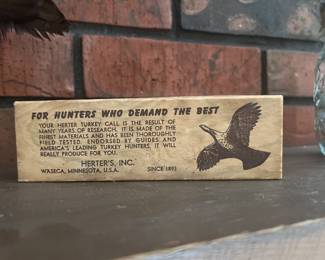 FOR HUNTERS WHO DEMAND THE BEST
YOUR HERTER TURKEY CALL IS THE RESULT OF
MANY YEARS OF RESEARCH. IT IS MADE OF THE
FINEST MATERIALS AND HAS BEEN THOROUGHLY
FIELD TESTED. ENDORSED BY GUIDES AND
AMERICA'S LEADING TURKEY HUNTERS, IT WILL
REALLY PRODUCE FOR YOU.
HERTER'S, INC.
WASECA, MINNESOTA, U.S.A. SINCE 1893